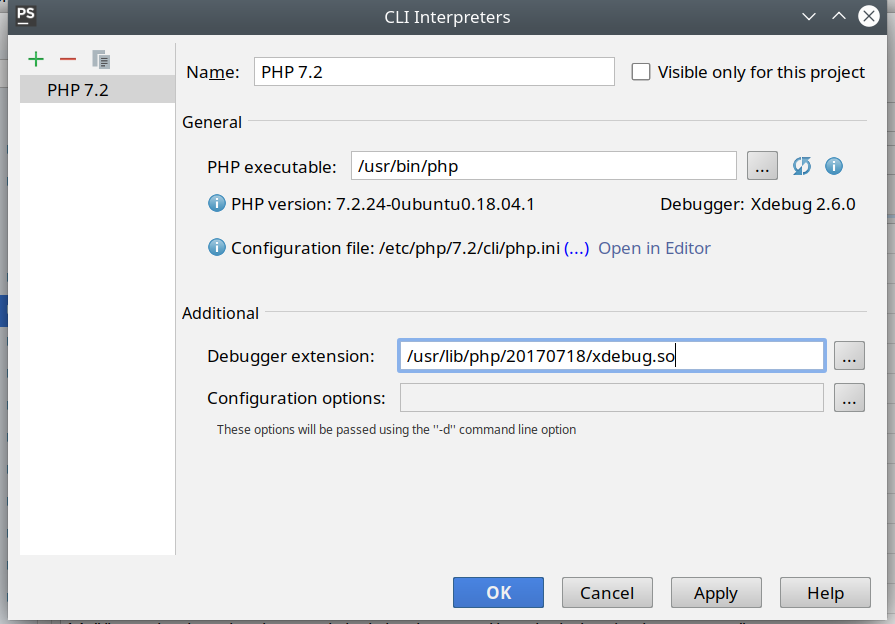 PS
CLI Interpreters
PHP 7.2
Name: PHP 7.2 Visible only for this project
General
PHP executable: /usr/bin/php ...
PHP version: 7.2.24-0ubuntu0.18.04.1 Debugger: Xdebug 2.6.0
Configuration file: /etc/php/7.2/cli/php.ini (...) Open in Editor
Additional
Debugger extension: /usr/lib/php/20170718/xdebug.so ...
Configuration options: ...
These options will be passed using the ''-d'' command line option
OK Cancel Apply Help